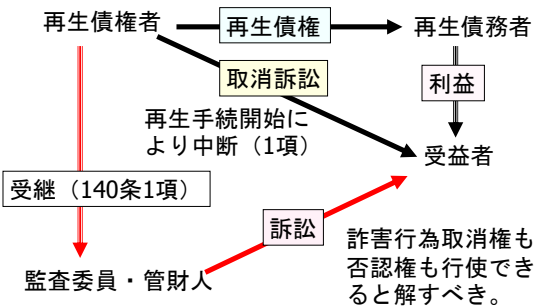 再生債権者
再生債権
再生債務者
取消訴訟
利益
再生手続開始に
より中断（1項）
受益者
受継（140条1項）
訴訟
詐害行為取消権も
否認権も行使でき
ると解すべき。
監査委員・管財人